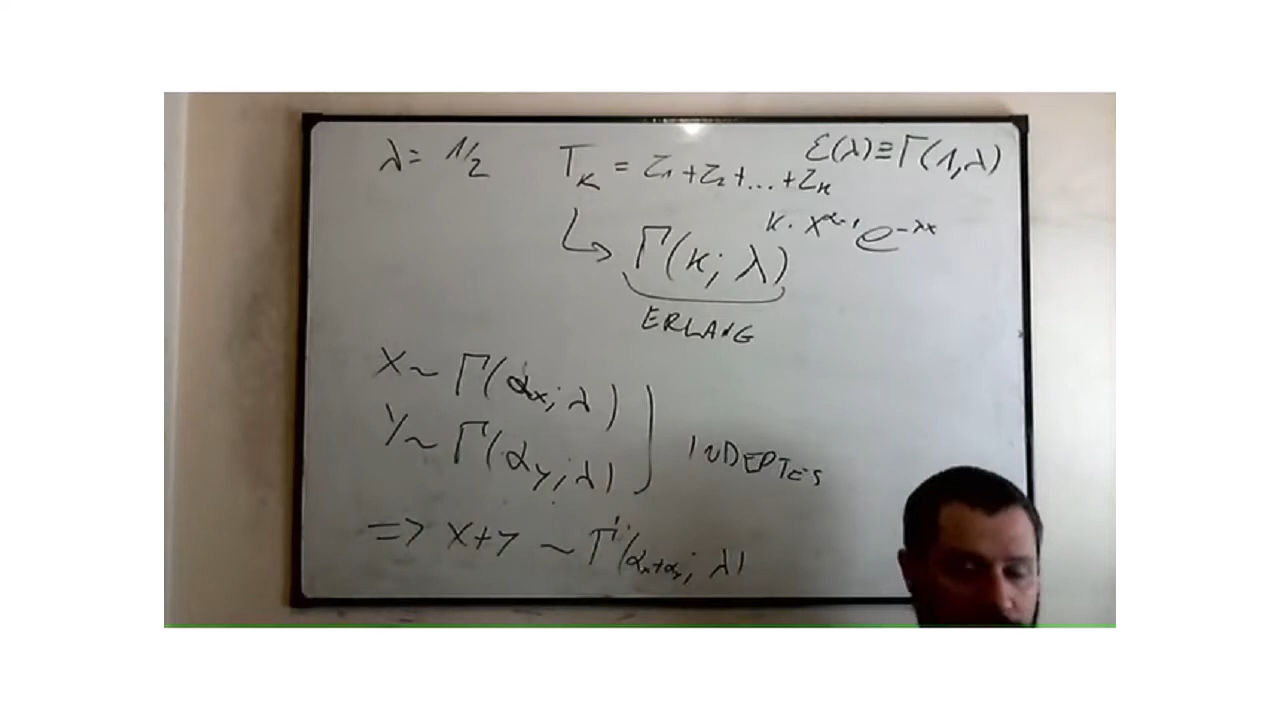 λ = 1/2
T_K = Z_1 + Z_2 + ... + Z_K
ε(λ) ≡ Γ(1, λ)
K · x^{α-1} e^{-λx}
Γ(K; λ)
ERLANG
X ~ Γ(α_x; λ)
Y ~ Γ(α_y; λ)
INDEPTES
=> X+Y ~ Γ(α_x+α_y; λ)